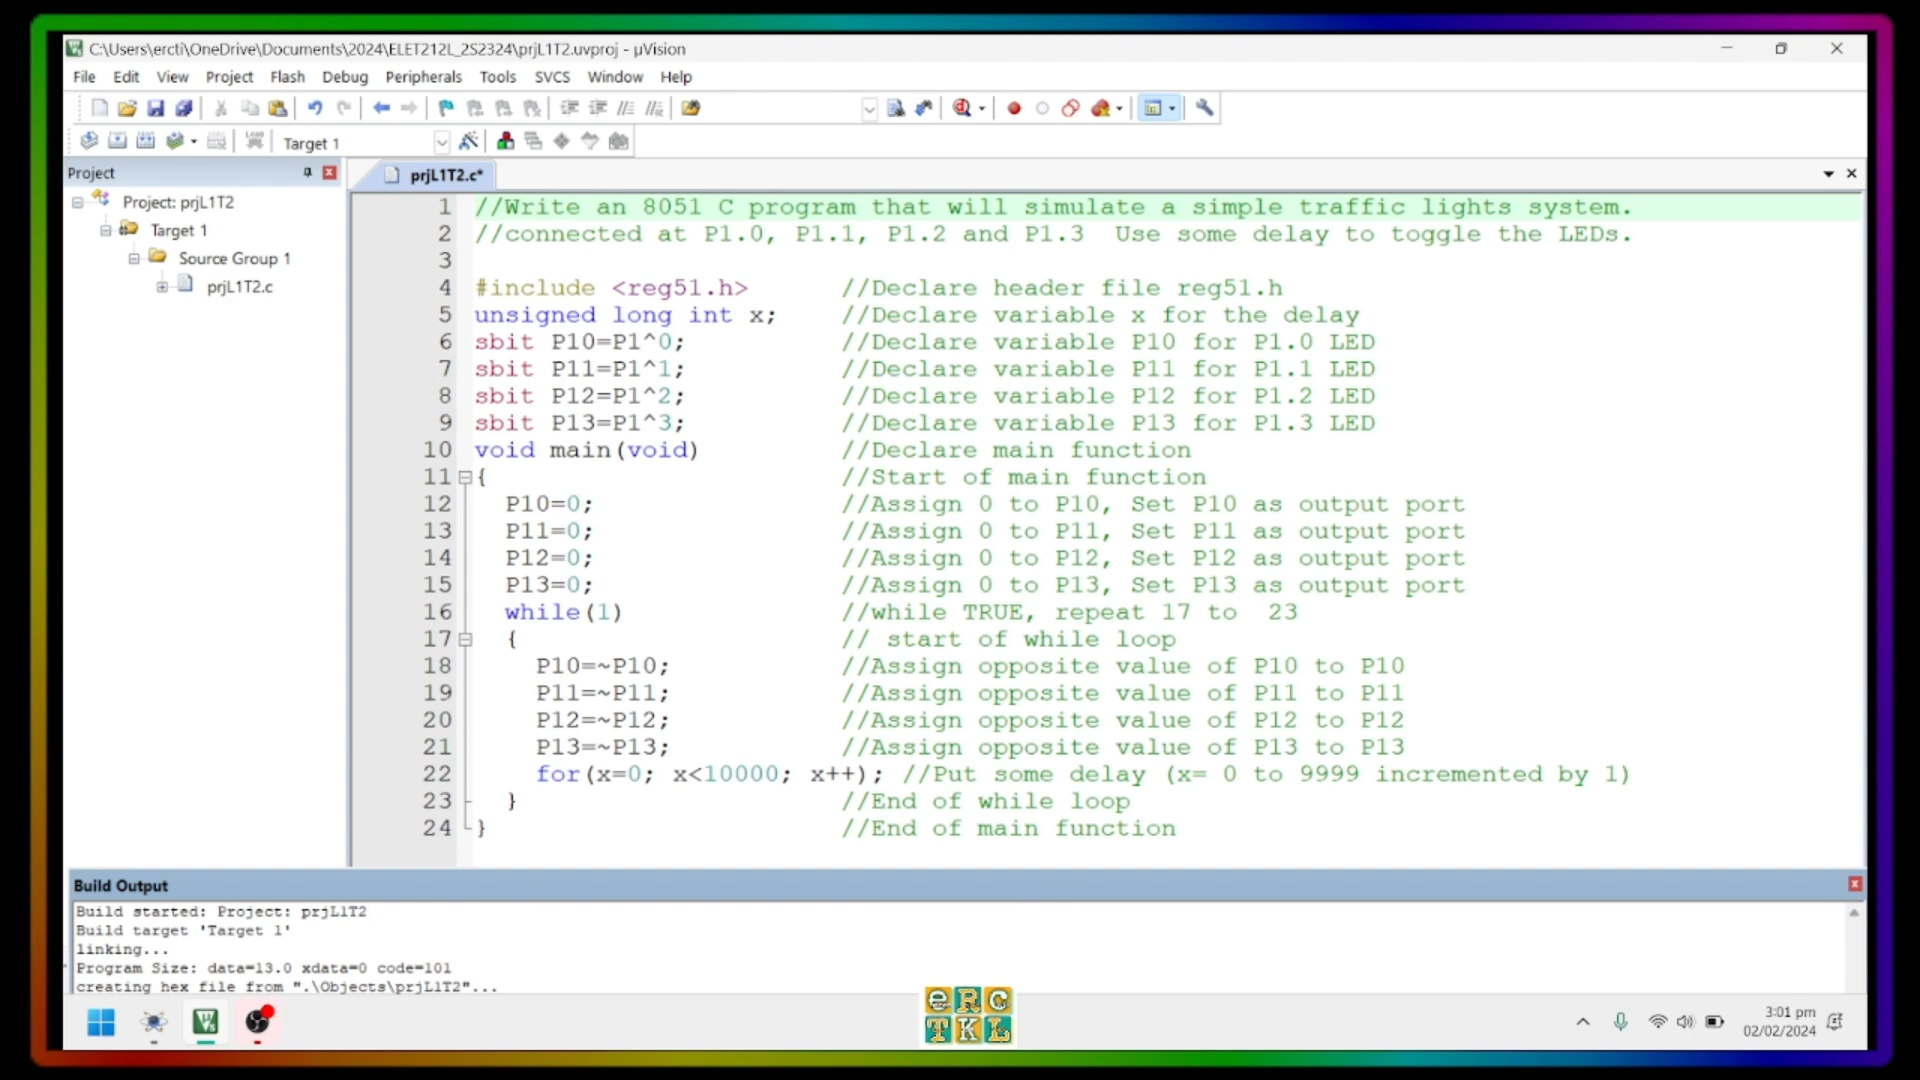 C:\Users\ercti\OneDrive\Documents\2024\ELET212L_2S2324\prjL1T2.uvproj - µVision
File Edit View Project Flash Debug Peripherals Tools SVCS Window Help
LOAD Target 1
Project
prjL1T2.c*
Project: prjL1T2
Target 1
Source Group 1
prjL1T2.c
1 //Write an 8051 C program that will simulate a simple traffic lights system.
2 //connected at P1.0, P1.1, P1.2 and P1.3  Use some delay to toggle the LEDs.
3
4 #include <reg51.h> //Declare header file reg51.h
5 unsigned long int x; //Declare variable x for the delay
6 sbit P10=P1^0; //Declare variable P10 for P1.0 LED
7 sbit P11=P1^1; //Declare variable P11 for P1.1 LED
8 sbit P12=P1^2; //Declare variable P12 for P1.2 LED
9 sbit P13=P1^3; //Declare variable P13 for P1.3 LED
10 void main(void) //Declare main function
11 { //Start of main function
12 P10=0; //Assign 0 to P10, Set P10 as output port
13 P11=0; //Assign 0 to P11, Set P11 as output port
14 P12=0; //Assign 0 to P12, Set P12 as output port
15 P13=0; //Assign 0 to P13, Set P13 as output port
16 while(1) //while TRUE, repeat 17 to  23
17 { // start of while loop
18 P10=~P10; //Assign opposite value of P10 to P10
19 P11=~P11; //Assign opposite value of P11 to P11
20 P12=~P12; //Assign opposite value of P12 to P12
21 P13=~P13; //Assign opposite value of P13 to P13
22 for(x=0; x<10000; x++); //Put some delay (x= 0 to 9999 incremented by 1)
23 } //End of while loop
24 } //End of main function
Build Output
Build started: Project: prjL1T2
Build target 'Target 1'
linking...
Program Size: data=13.0 xdata=0 code=101
creating hex file from ".\Objects\prjL1T2"...
eRC
TKL
3:01 pm
02/02/2024